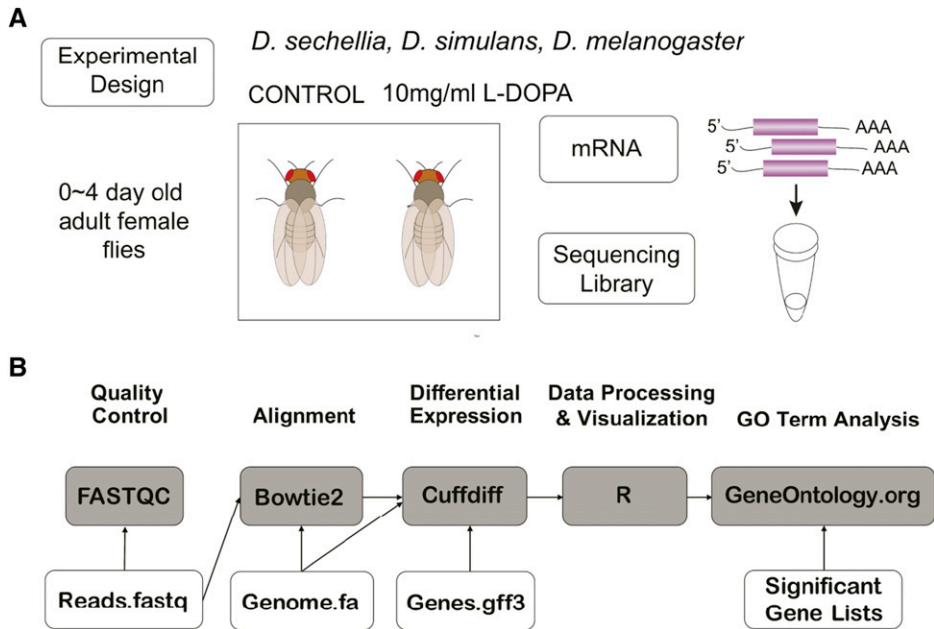 A
Experimental
Design
D. sechellia, D. simulans, D. melanogaster
CONTROL 10mg/ml L-DOPA
0~4 day old
adult female
flies
mRNA
5’ AAA
5’ AAA
5’ AAA
Sequencing
Library
B
Quality
Control
Alignment
Differential
Expression
Data Processing
& Visualization
GO Term Analysis
FASTQC
Bowtie2
Cuffdiff
R
GeneOntology.org
Reads.fastq
Genome.fa
Genes.gff3
Significant
Gene Lists